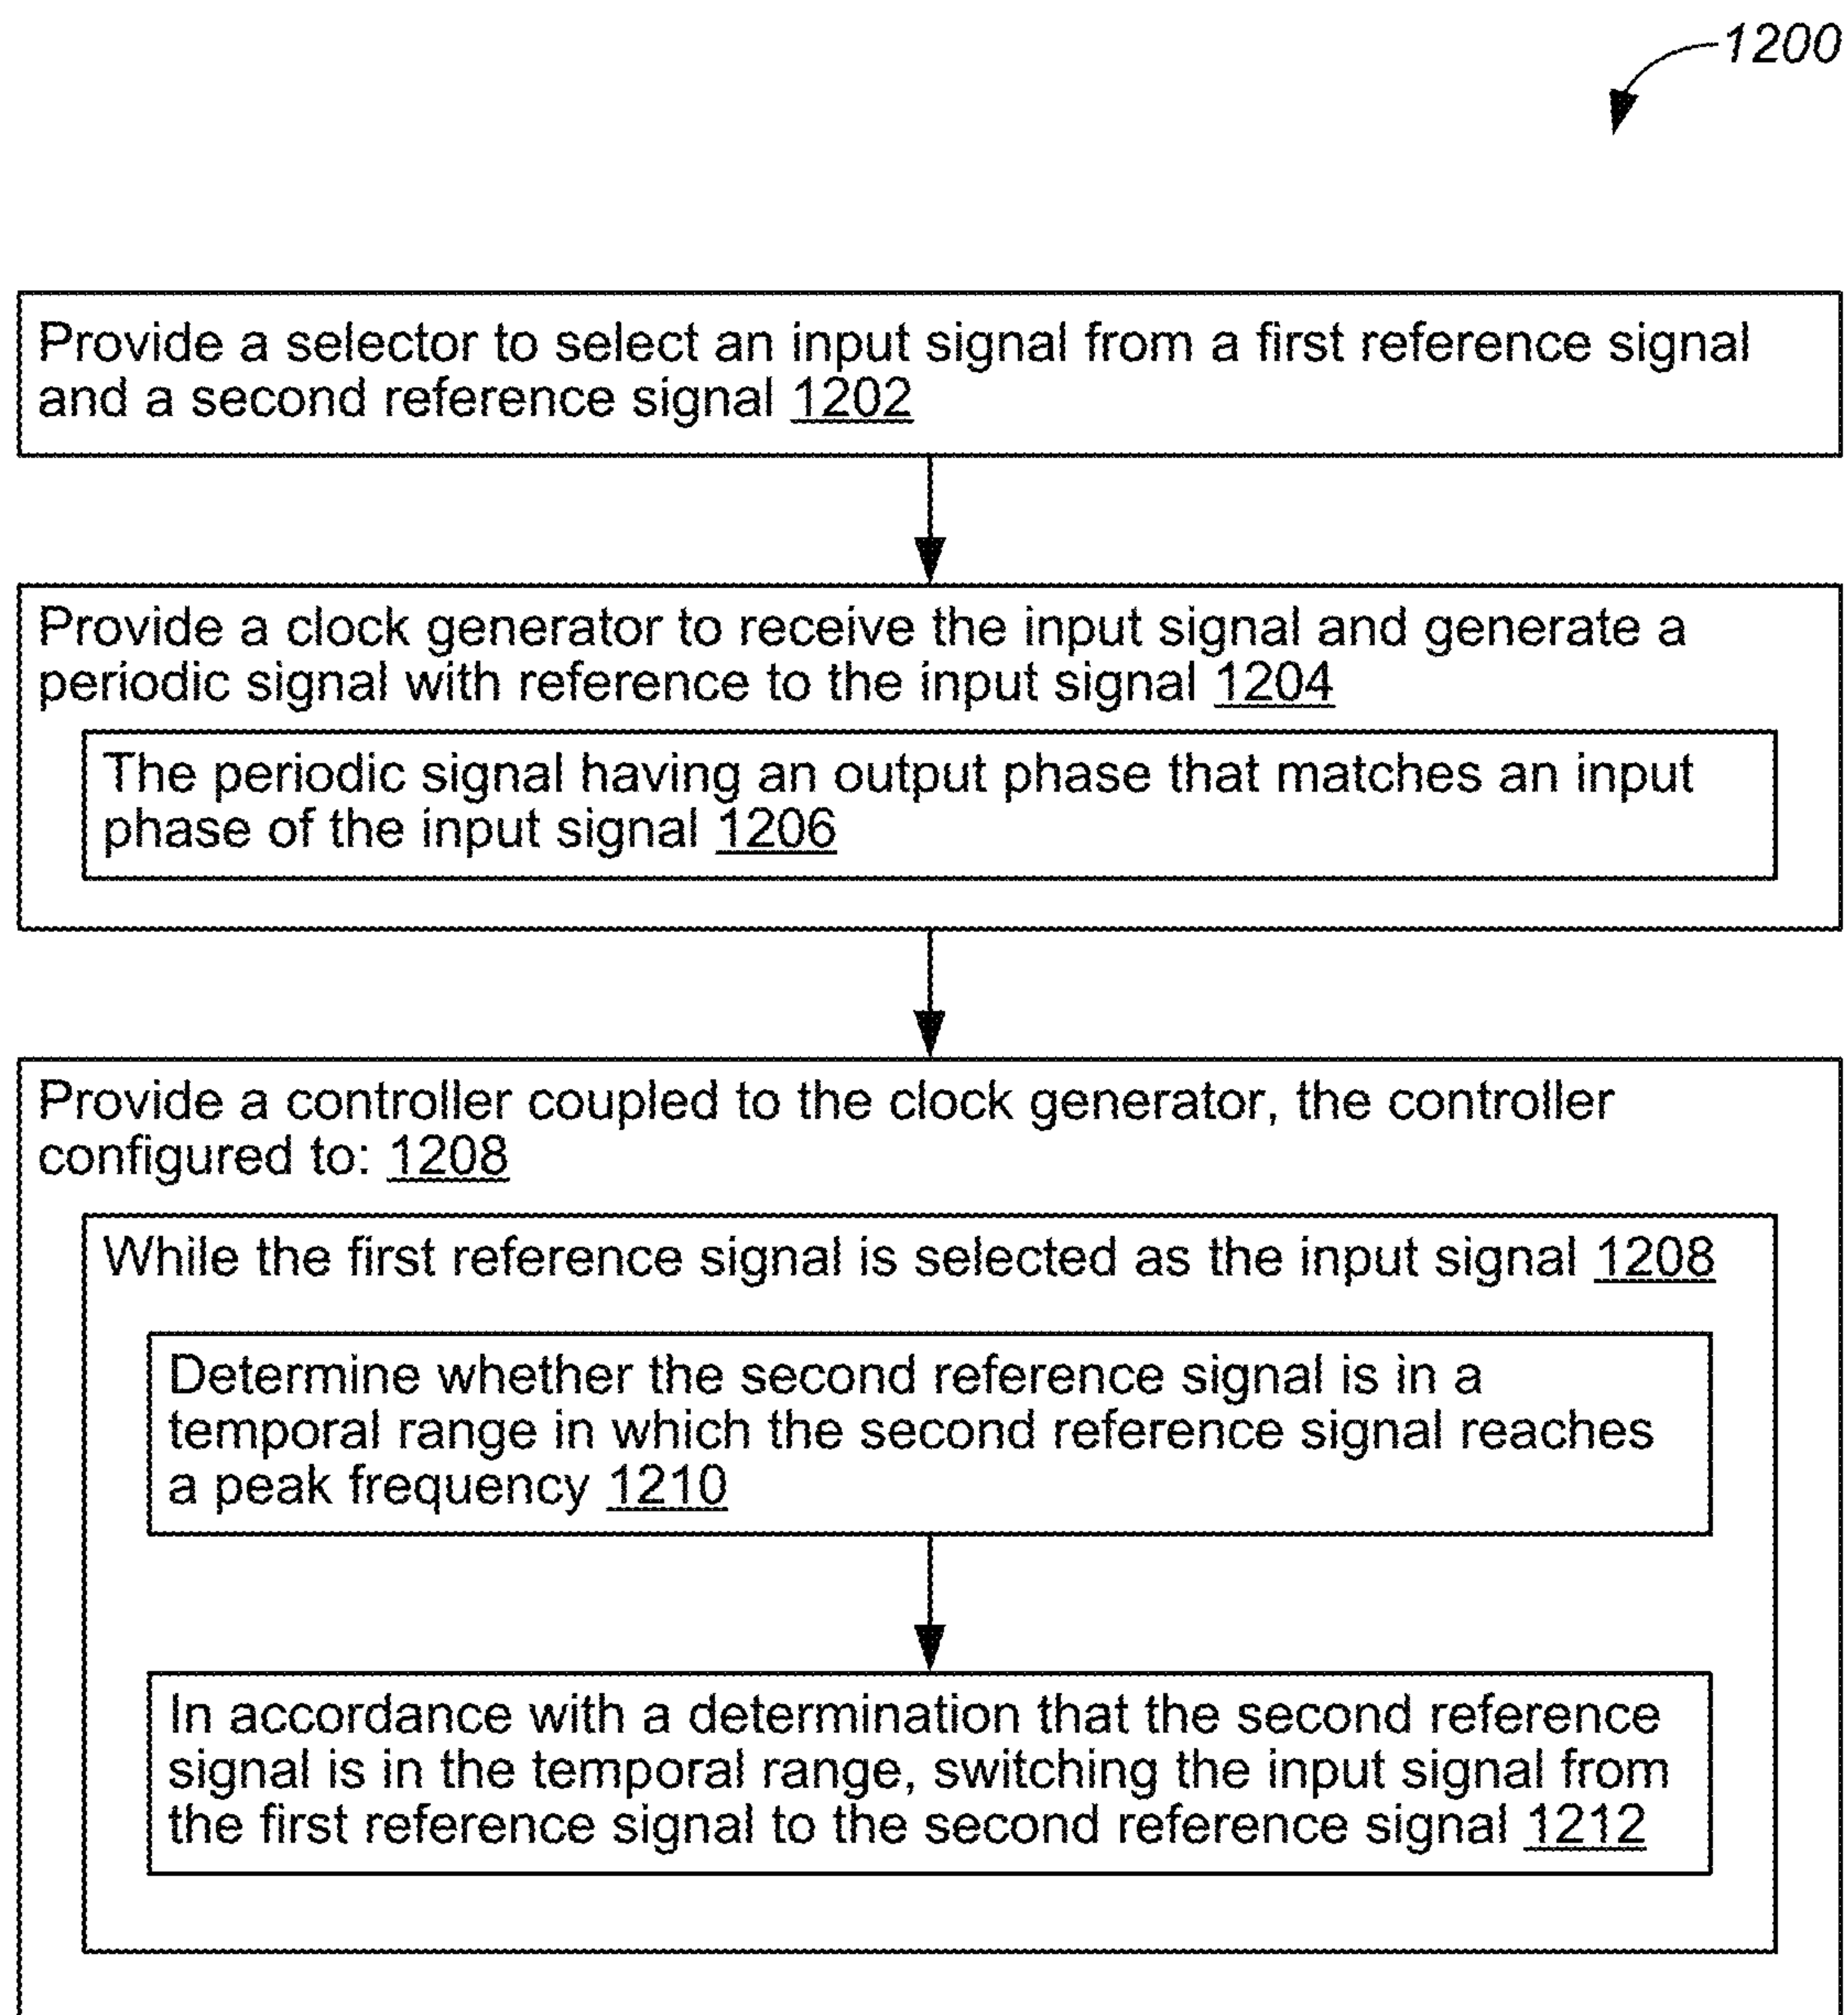 1200
Provide a selector to select an input signal from a first reference signal
and a second reference signal 1202
Provide a clock generator to receive the input signal and generate a
periodic signal with reference to the input signal 1204
The periodic signal having an output phase that matches an input
phase of the input signal 1206
Provide a controller coupled to the clock generator, the controller
configured to: 1208
While the first reference signal is selected as the input signal 1208
Determine whether the second reference signal is in a
temporal range in which the second reference signal reaches
a peak frequency 1210
In accordance with a determination that the second reference
signal is in the temporal range, switching the input signal from
the first reference signal to the second reference signal 1212